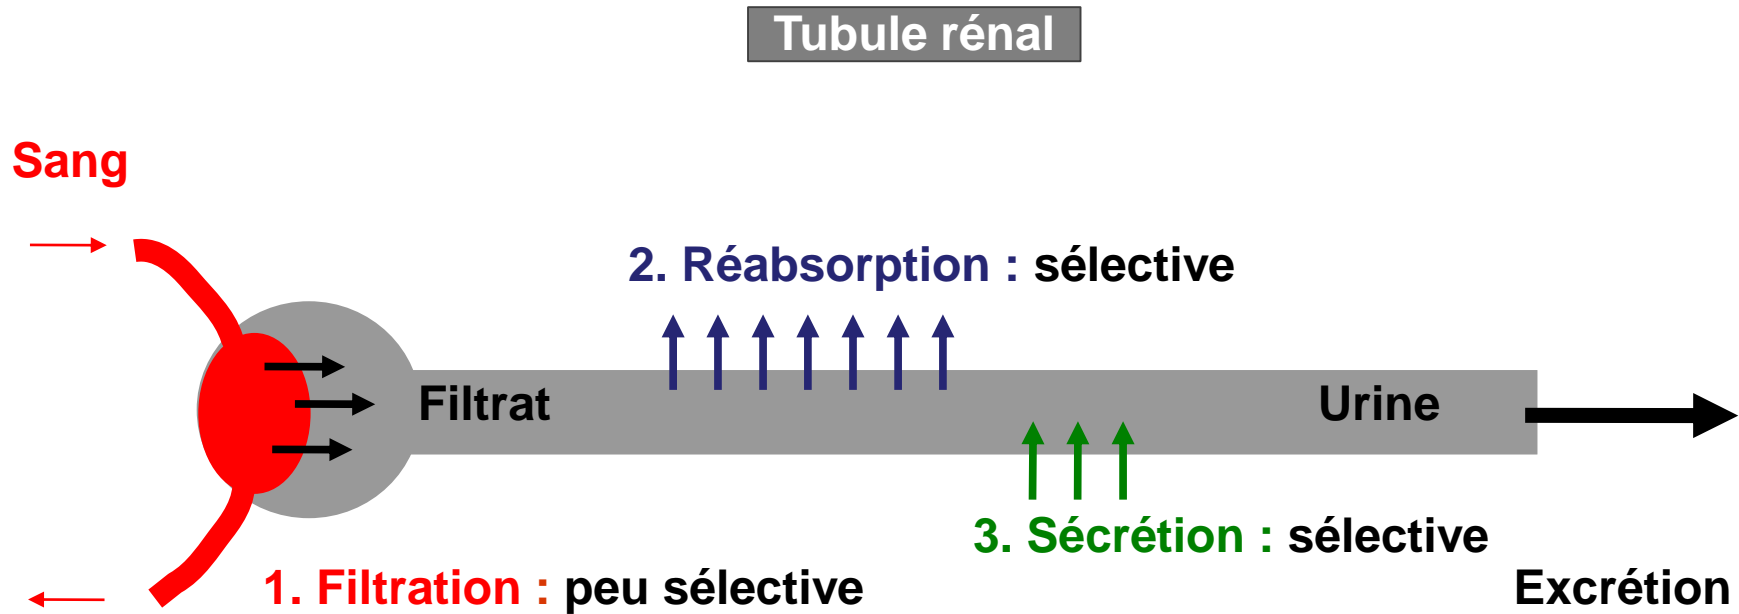 Tubule rénal
Sang
2. Réabsorption : sélective
Filtrat
Urine
3. Sécrétion : sélective
1. Filtration : peu sélective
Excrétion